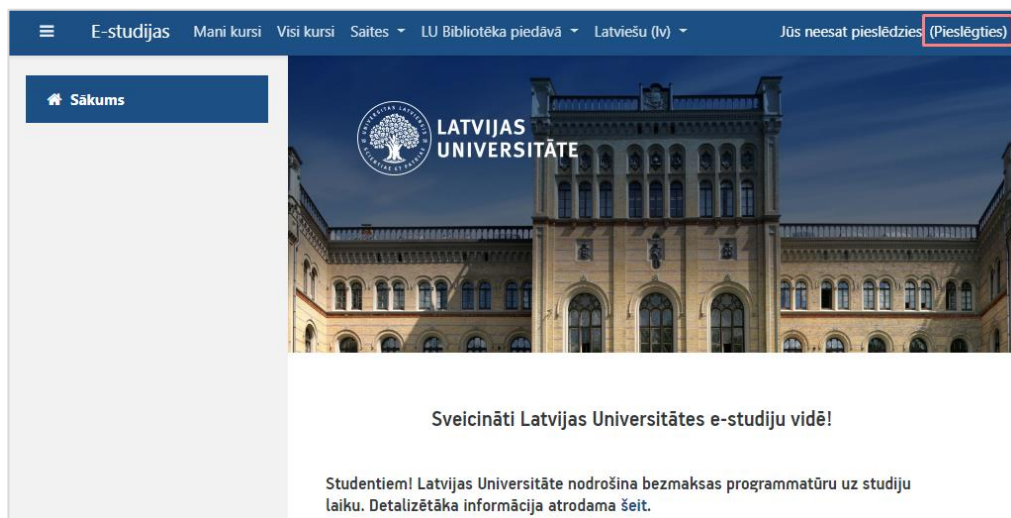 E-studijas Mani kursi Visi kursi Saites LU Bibliotēka piedāvā Latviešu (lv) Jūs neesat pieslēdzies (Pieslēgties)
Sākums
LATVIJAS
UNIVERSITĀTE
Sveicināti Latvijas Universitātes e-studiju vidē!
Studentiem! Latvijas Universitāte nodrošina bezmaksas programmatūru uz studiju
laiku. Detalizētāka informācija atrodama šeit.